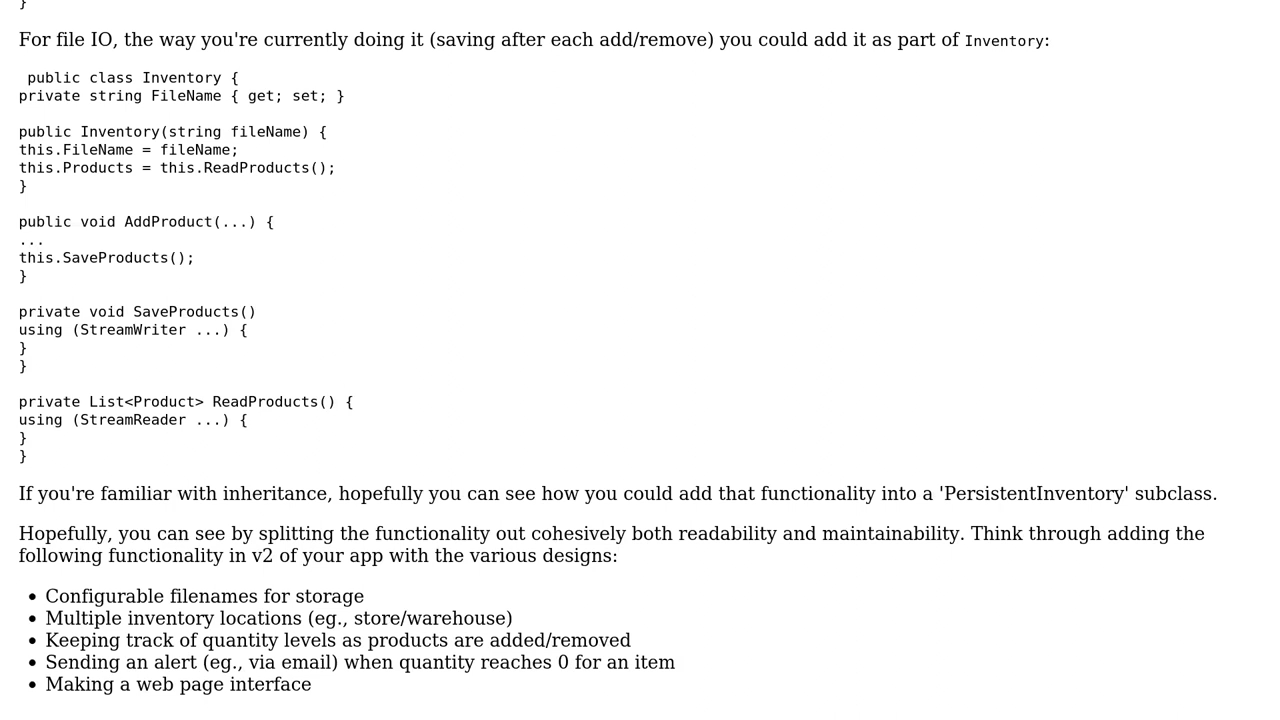 }
For file IO, the way you're currently doing it (saving after each add/remove) you could add it as part of Inventory:
public class Inventory {
private string FileName { get; set; }
public Inventory(string fileName) {
this.FileName = fileName;
this.Products = this.ReadProducts();
}
public void AddProduct(...) {
...
this.SaveProducts();
}
private void SaveProducts()
using (StreamWriter ...) {
}
}
private List<Product> ReadProducts() {
using (StreamReader ...) {
}
}
If you're familiar with inheritance, hopefully you can see how you could add that functionality into a 'PersistentInventory' subclass.
Hopefully, you can see by splitting the functionality out cohesively both readability and maintainability. Think through adding the
following functionality in v2 of your app with the various designs:
• Configurable filenames for storage
• Multiple inventory locations (eg., store/warehouse)
• Keeping track of quantity levels as products are added/removed
• Sending an alert (eg., via email) when quantity reaches 0 for an item
• Making a web page interface